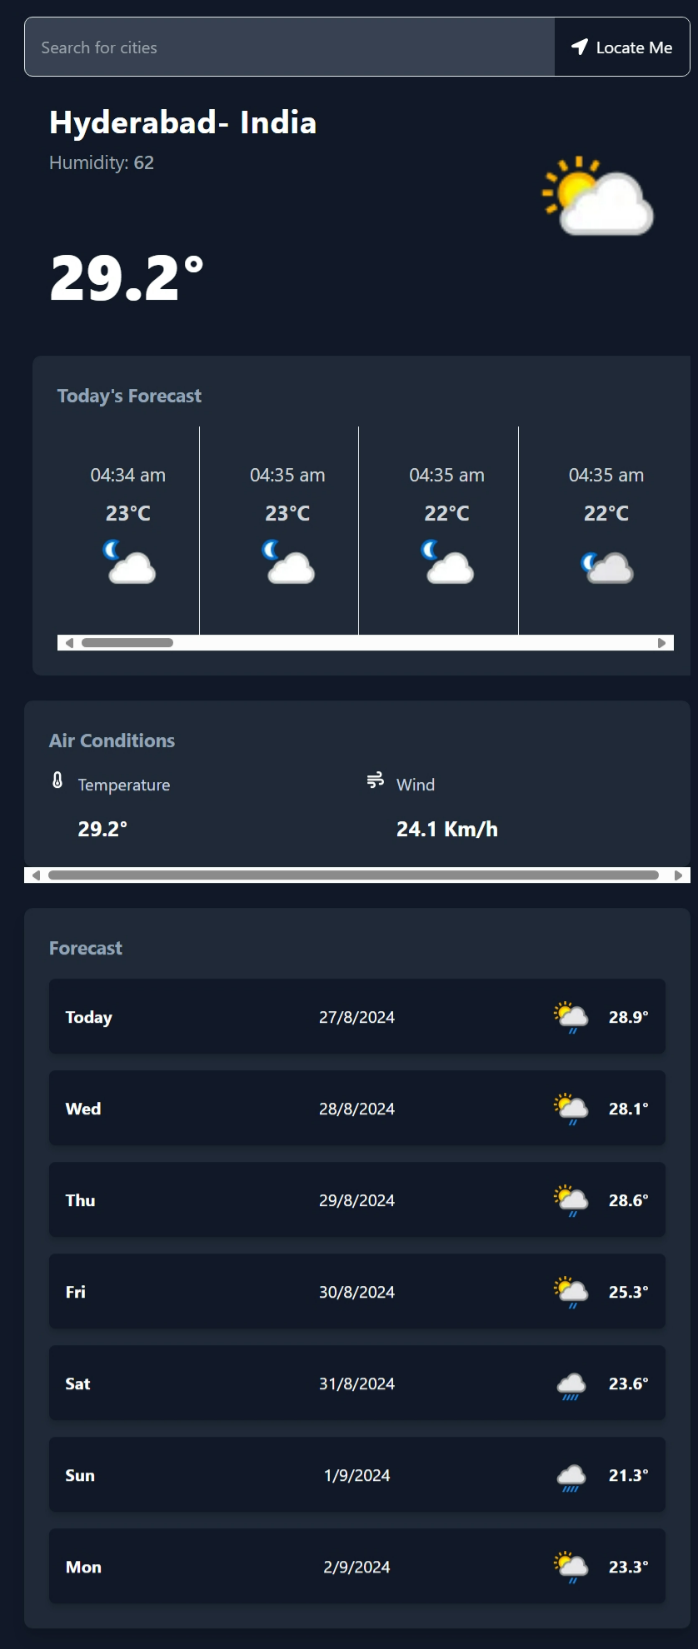 Search for cities
Locate Me
Hyderabad- India
Humidity: 62
29.2°
Today's Forecast
04:34 am 04:35 am 04:35 am 04:35 am
23°C 23°C 22°C 22°C
Air Conditions
Temperature Wind
29.2° 24.1 Km/h
Forecast
Today 27/8/2024 28.9°
Wed 28/8/2024 28.1°
Thu 29/8/2024 28.6°
Fri 30/8/2024 25.3°
Sat 31/8/2024 23.6°
Sun 1/9/2024 21.3°
Mon 2/9/2024 23.3°